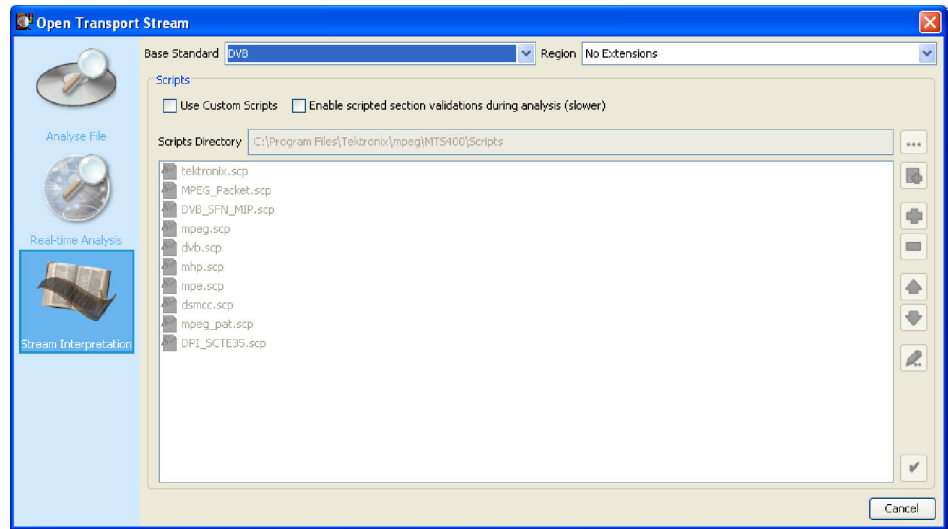 Open Transport Stream
Base Standard DVB Region No Extensions
Scripts
Use Custom Scripts Enable scripted section validations during analysis (slower)
Analyse File
Scripts Directory C:\Program Files\Tektronix\mpeg\MTS400\Scripts
tektronix.scp
MPEG_Packet.scp
DVB_SFN_MIP.scp
mpeg.scp
Real-time Analysis
dvb.scp
mhp.scp
mpe.scp
dsmcc.scp
mpeg_pat.scp
Stream Interpretation
DPI_SCTE35.scp
Cancel